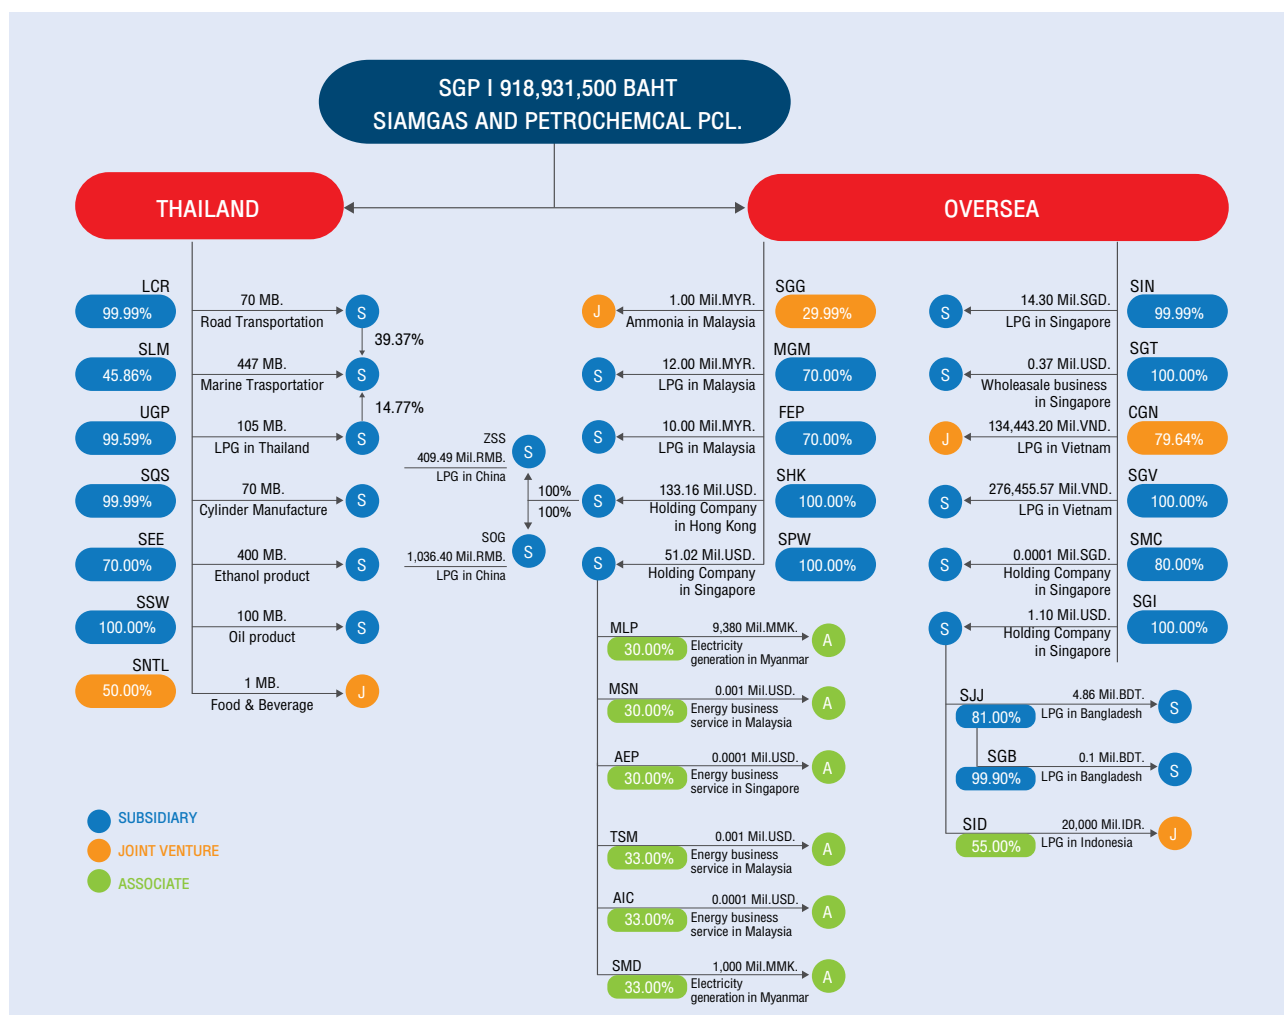 SGP I 918,931,500 BAHT
SIAMGAS AND PETROCHEMCAL PCL.
THAILAND
OVERSEA
LCR
99.99%
70 MB.
Road Transportation
S
39.37%
SLM
45.86%
447 MB.
Marine Trasportatior
S
14.77%
UGP
99.59%
105 MB.
LPG in Thailand
S
SQS
99.99%
70 MB.
Cylinder Manufacture
S
SEE
70.00%
400 MB.
Ethanol product
S
SSW
100.00%
100 MB.
Oil product
S
SNTL
50.00%
1 MB.
Food & Beverage
J
SUBSIDIARY
JOINT VENTURE
ASSOCIATE
SGG
29.99%
1.00 Mil.MYR.
Ammonia in Malaysia
J
MGM
70.00%
12.00 Mil.MYR.
LPG in Malaysia
S
FEP
70.00%
10.00 Mil.MYR.
LPG in Malaysia
S
SHK
100.00%
133.16 Mil.USD.
Holding Company
in Hong Kong
S
100%
100%
ZSS
409.49 Mil.RMB.
LPG in China
S
SOG
1,036.40 Mil.RMB.
LPG in China
S
SPW
100.00%
51.02 Mil.USD.
Holding Company
in Singapore
S
MLP
30.00%
9,380 Mil.MMK.
Electricity
generation in Myanmar
A
MSN
30.00%
0.001 Mil.USD.
Energy business
service in Malaysia
A
AEP
30.00%
0.0001 Mil.USD.
Energy business
service in Singapore
A
TSM
33.00%
0.001 Mil.USD.
Energy business
service in Malaysia
A
AIC
33.00%
0.0001 Mil.USD.
Energy business
service in Malaysia
A
SMD
33.00%
1,000 Mil.MMK.
Electricity
generation in Myanmar
A
SIN
99.99%
14.30 Mil.SGD.
LPG in Singapore
S
SGT
100.00%
0.37 Mil.USD.
Wholeasale business
in Singapore
S
CGN
79.64%
134,443.20 Mil.VND.
LPG in Vietnam
J
SGV
100.00%
276,455.57 Mil.VND.
LPG in Vietnam
S
SMC
80.00%
0.0001 Mil.SGD.
Holding Company
in Singapore
S
SGI
100.00%
1.10 Mil.USD.
Holding Company
in Singapore
S
SJJ
81.00%
4.86 Mil.BDT.
LPG in Bangladesh
S
SGB
99.90%
0.1 Mil.BDT.
LPG in Bangladesh
S
SID
55.00%
20,000 Mil.IDR.
LPG in Indonesia
J